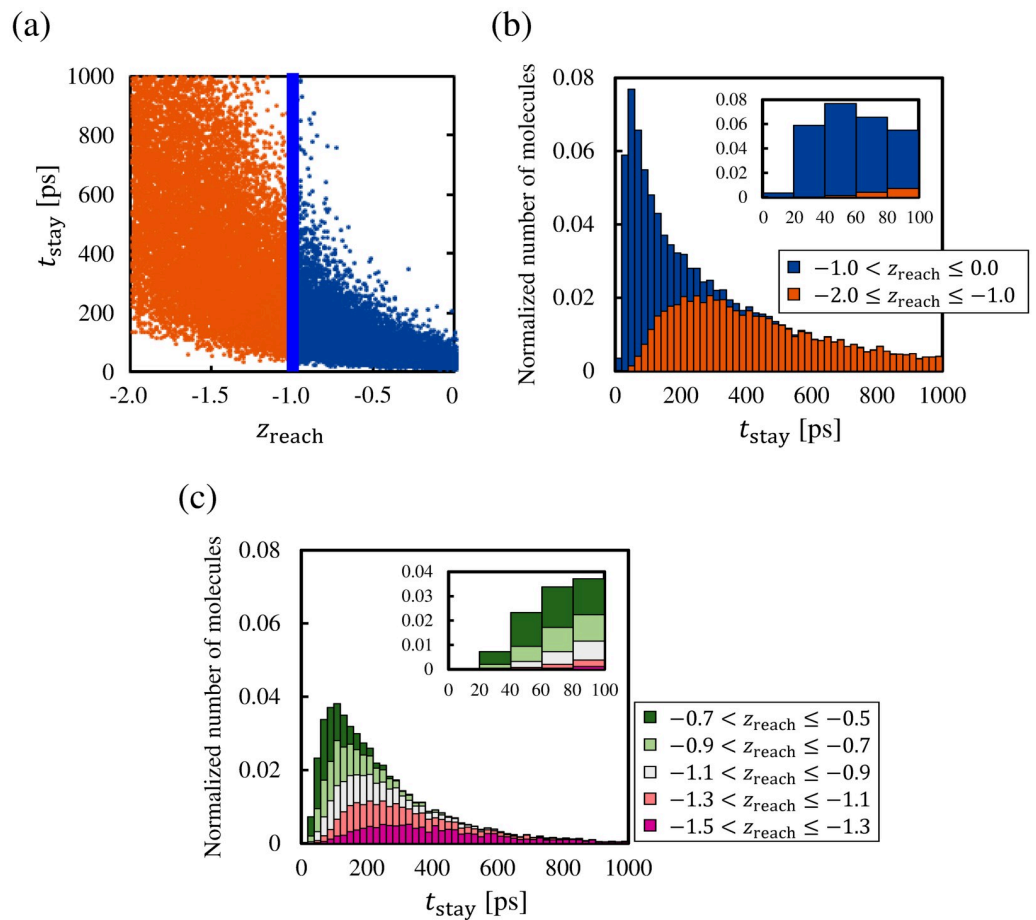 (a)
1000
800
600
400
200
0
t_stay [ps]
-2.0 -1.5 -1.0 -0.5 0
z_reach
(b)
0.08
0.06
0.04
0.02
0
Normalized number of molecules
0.08
0.06
0.04
0.02
0
0 20 40 60 80 100
−1.0 < z_reach ≤ 0.0
−2.0 ≤ z_reach ≤ −1.0
0 200 400 600 800 1000
t_stay [ps]
(c)
0.08
0.06
0.04
0.02
0
Normalized number of molecules
0.04
0.03
0.02
0.01
0
0 20 40 60 80 100
−0.7 < z_reach ≤ −0.5
−0.9 < z_reach ≤ −0.7
−1.1 < z_reach ≤ −0.9
−1.3 < z_reach ≤ −1.1
−1.5 < z_reach ≤ −1.3
0 200 400 600 800 1000
t_stay [ps]